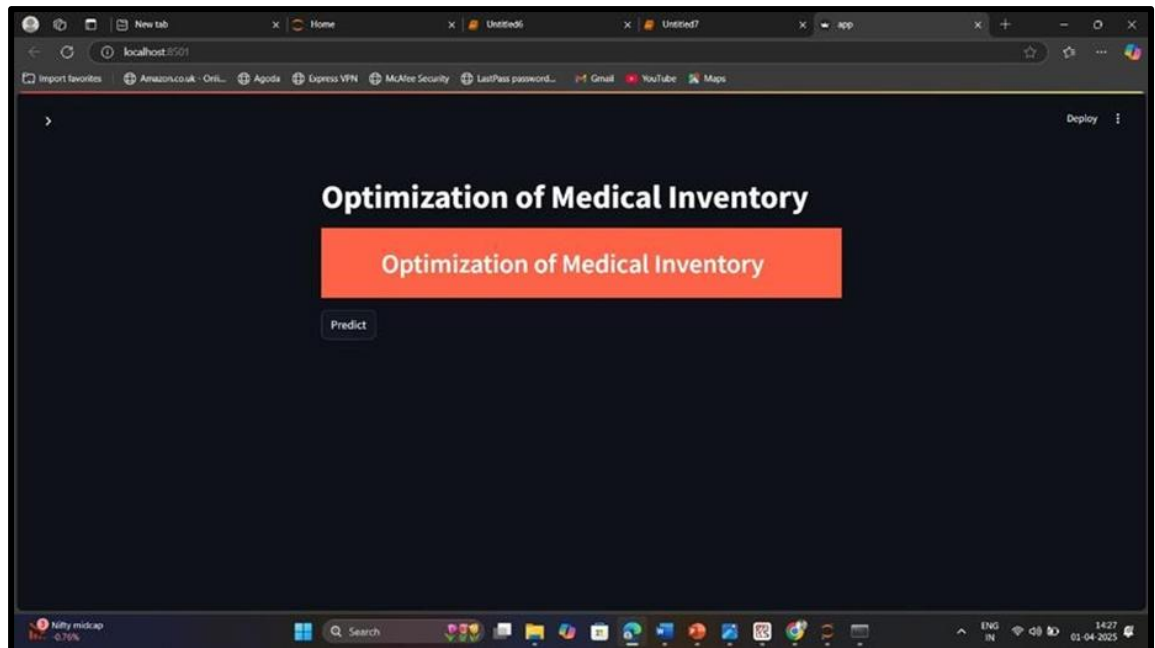 New tab
Home
Untitled6
Untitled7
app
localhost:8501
Import favorites
Amazon.co.uk - Onli...
Agoda
Express VPN
McAfee Security
LastPass password...
Gmail
YouTube
Maps
Deploy
Optimization of Medical Inventory
Optimization of Medical Inventory
Predict
Nifty midcap
-0.76%
Search
ENG
IN
14:27
01-04-2025